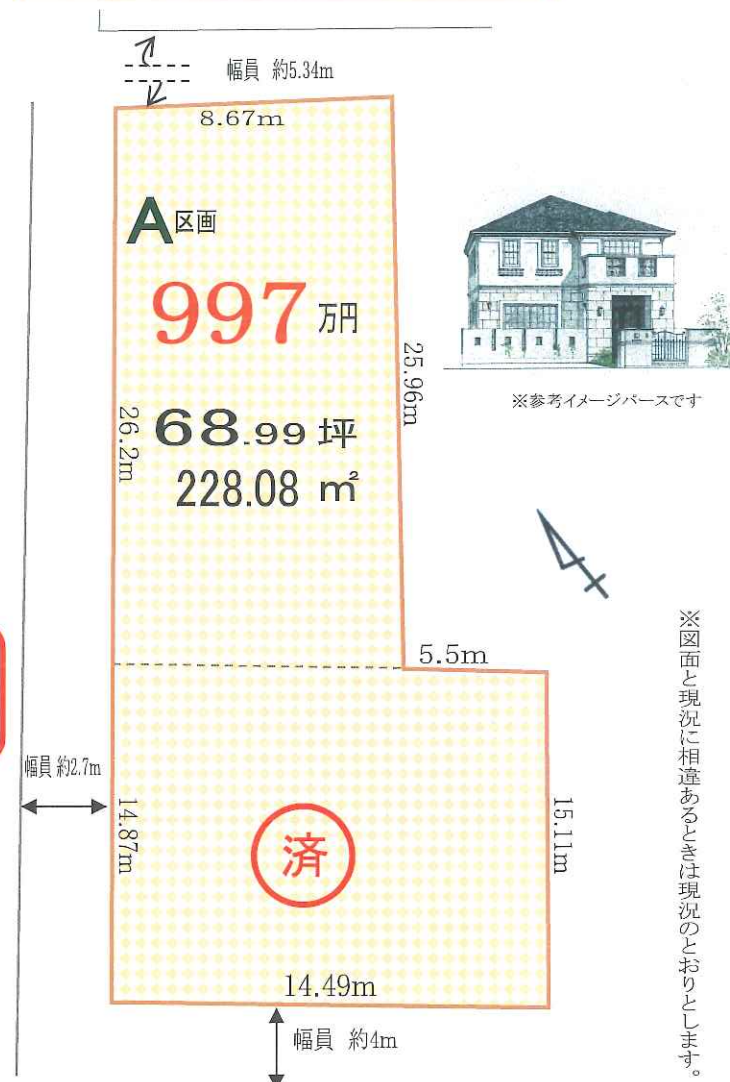 幅員 約5.34m
8.67m
A区画
997万円
25.96m
※参考イメージパースです
26.2m
68.99 坪
228.08 ㎡
5.5m
※図面と現況に相違あるときは現況のとおりとします。
幅員 約2.7m
14.87m
済
15.11m
14.49m
幅員 約4m